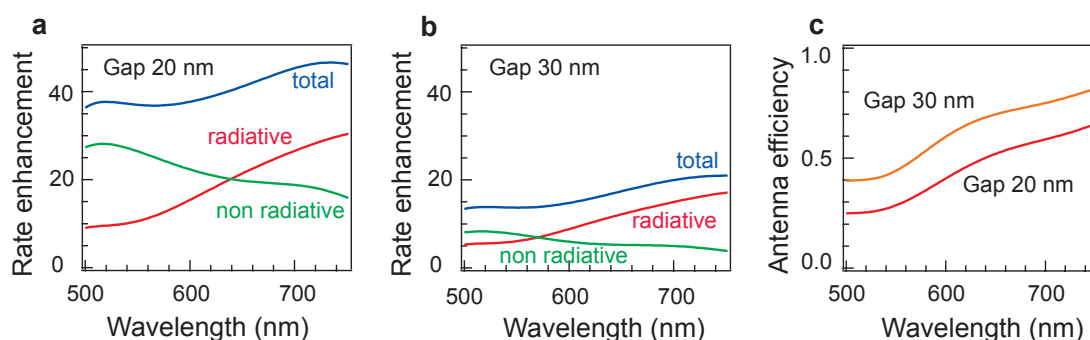 a
Gap 20 nm
total
radiative
non radiative
Rate enhancement
40
20
0
500
600
700
Wavelength (nm)
b
Gap 30 nm
total
radiative
non radiative
Rate enhancement
40
20
0
500
600
700
Wavelength (nm)
c
Gap 30 nm
Gap 20 nm
Antenna efficiency
1.0
0.5
0.0
500
600
700
Wavelength (nm)